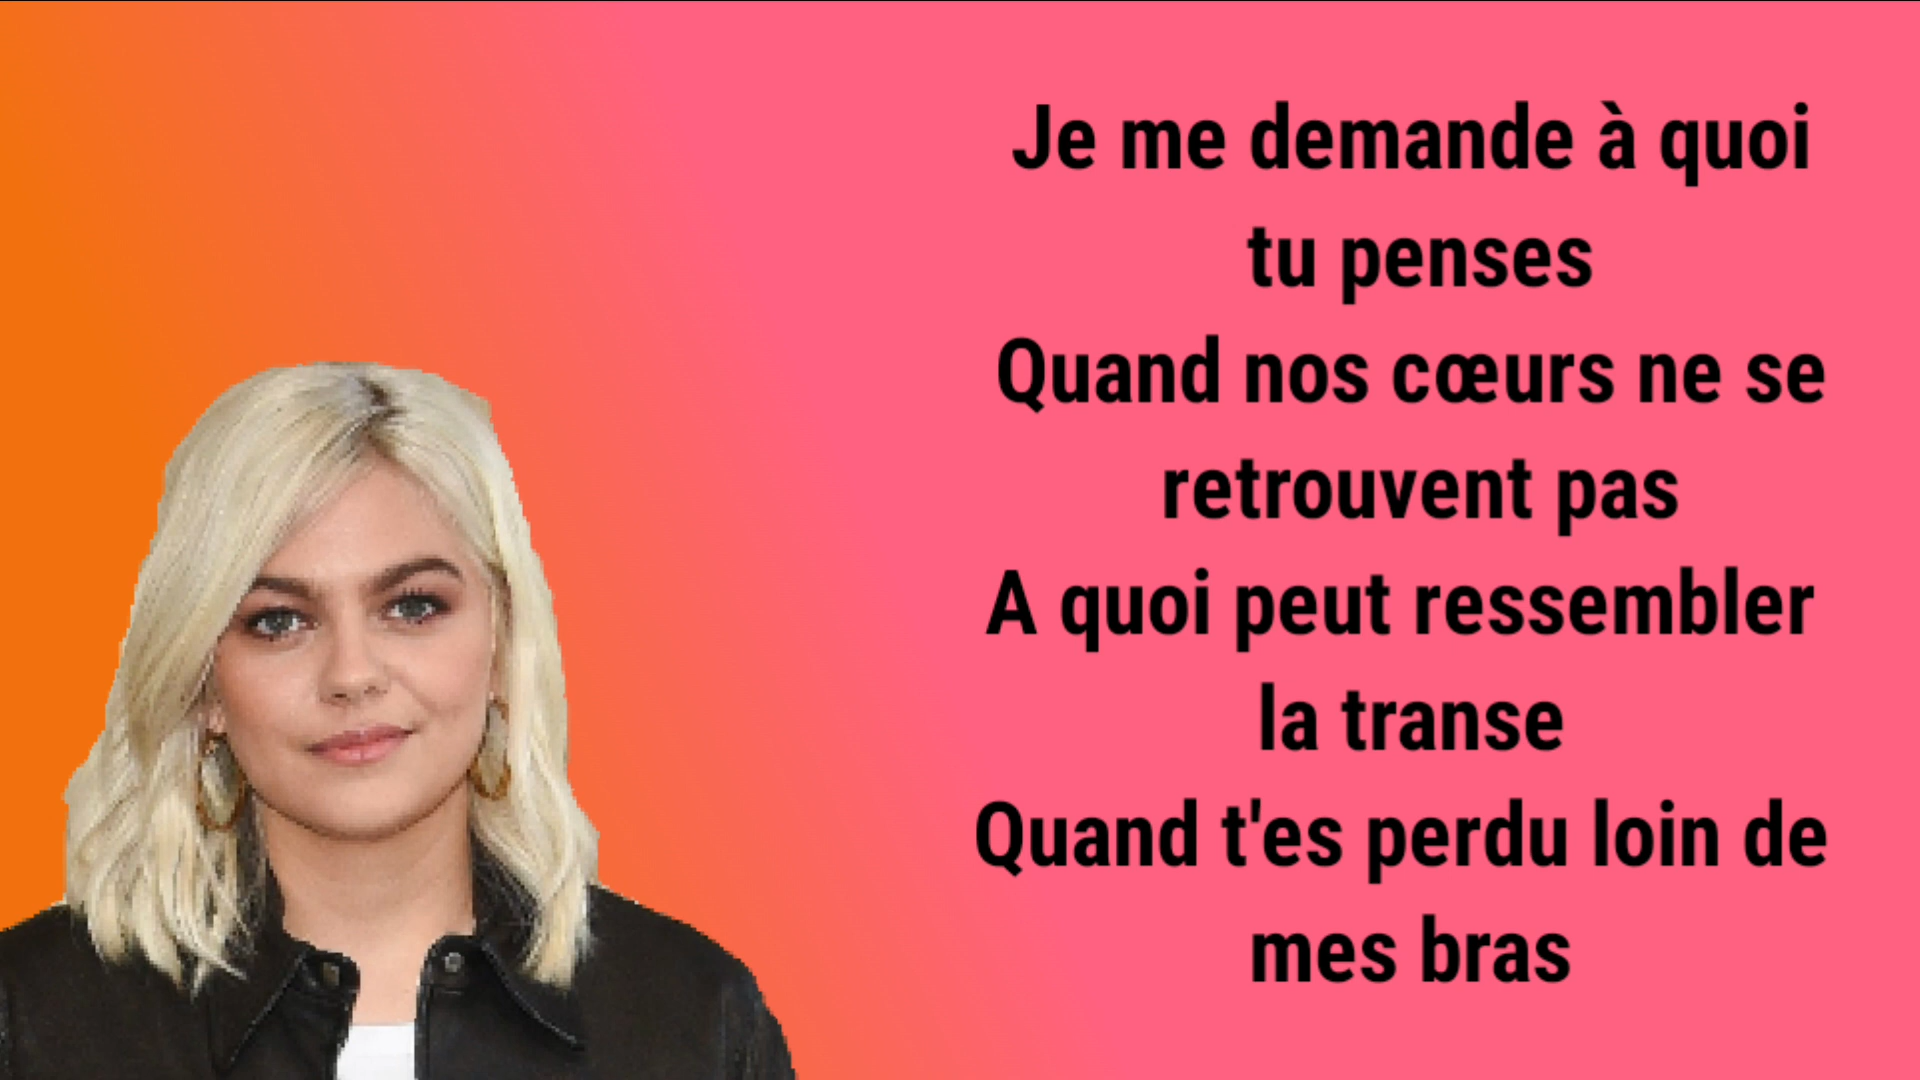 Je me demande à quoi
tu penses
Quand nos cœurs ne se
retrouvent pas
A quoi peut ressembler
la transe
Quand t'es perdu loin de
mes bras